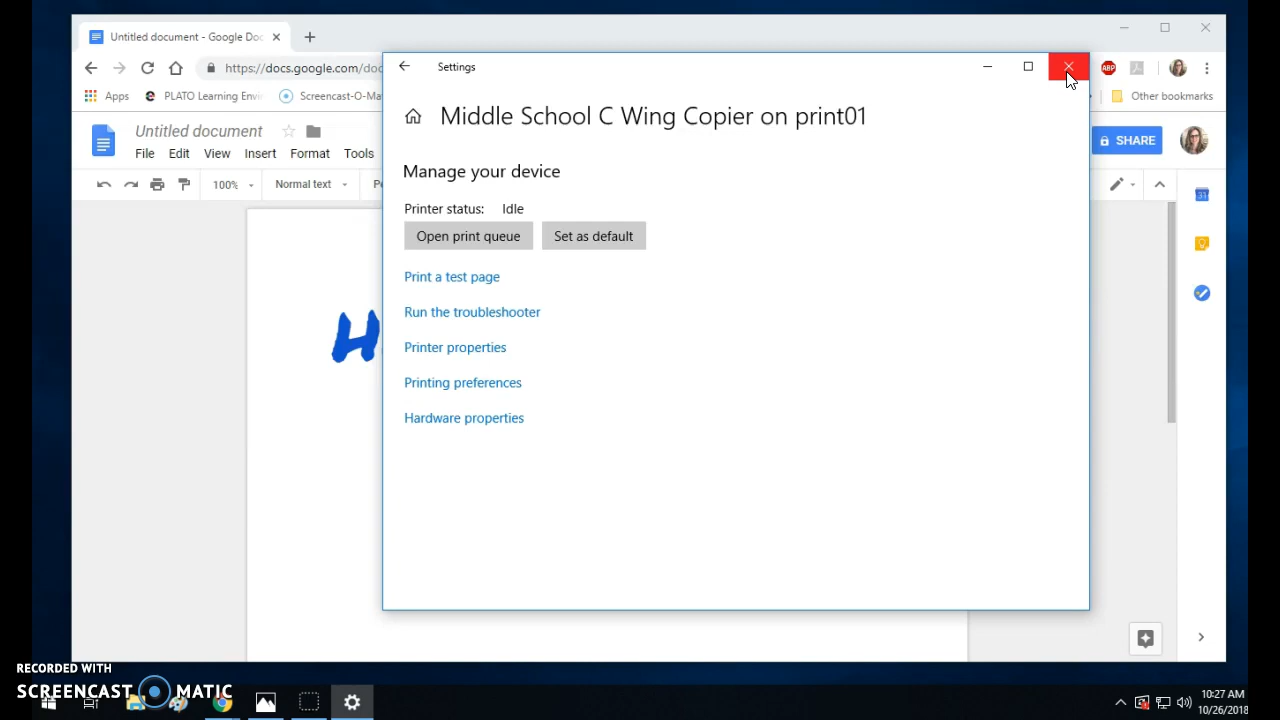 Untitled document - Google Doc
https://docs.google.com/doc
Apps
PLATO Learning Envi
Screencast-O-Ma
Other bookmarks
Untitled document
File Edit View Insert Format Tools
SHARE
100% Normal text
31
ABP
Settings
Middle School C Wing Copier on print01
Manage your device
Printer status: Idle
Open print queue Set as default
Print a test page
Run the troubleshooter
Printer properties
Printing preferences
Hardware properties
H
RECORDED WITH
SCREENCAST MATIC
10:27 AM
10/26/2018